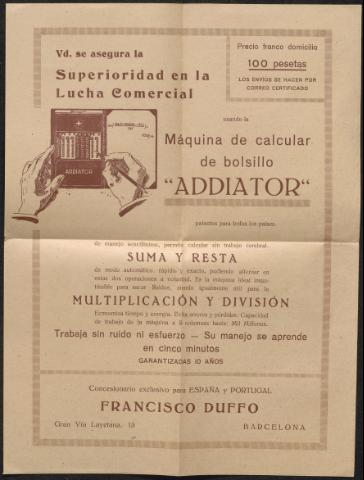 Vd. se asegura la
Superioridad en la
Lucha Comercial
Precio franco domicilio
100 pesetas
LOS ENVÍOS SE HACEN POR
CORREO CERTIFICADO
ADDIATOR
usando la
Máquina de calcular
de bolsillo
"ADDIATOR"
patentes para todos los países.
de manejo sencillísimo, permite calcular sin trabajo cerebral.
SUMA Y RESTA
de modo automático, rápido y exacto, pudiendo alternar en
estas dos operaciones a voluntad. Es la máquina ideal insus-
tituíble para sacar Saldos, siendo igualmente útil para la
MULTIPLICACIÓN Y DIVISIÓN
Economiza tiempo y energía. Evita errores y pérdidas. Capacidad
de trabajo de la máquina 8 columnas hasta: Mil Millones.
Trabaja sin ruido ni esfuerzo — Su manejo se aprende
en cinco minutos
GARANTIZADAS 10 AÑOS
Concesionario exclusivo para ESPAÑA y PORTUGAL
FRANCISCO DUFFO
Gran Vía Layetana, 18 BARCELONA